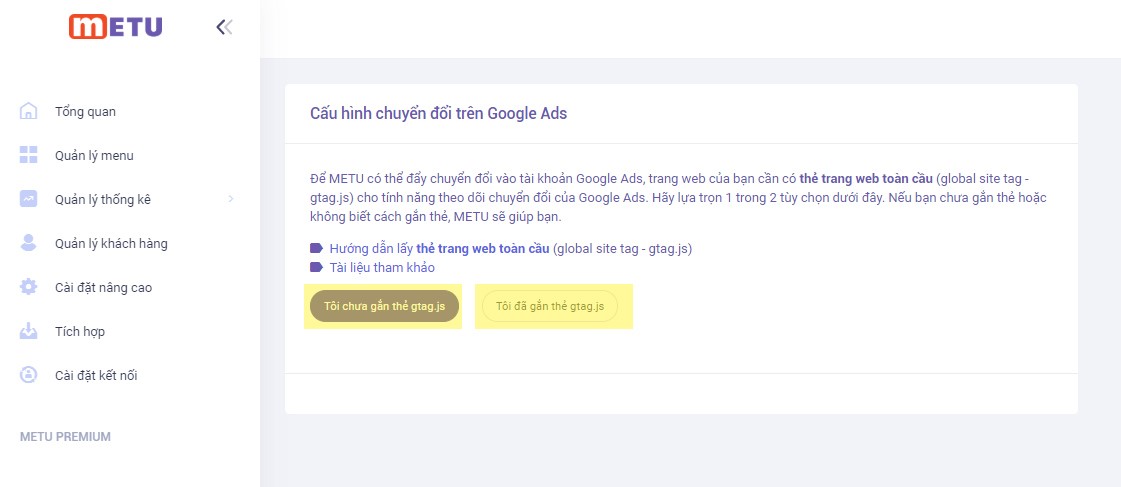 mETU
Tổng quan
Quản lý menu
Quản lý thống kê
Quản lý khách hàng
Cài đặt nâng cao
Tích hợp
Cài đặt kết nối
METU PREMIUM
Cấu hình chuyển đổi trên Google Ads
Để METU có thể đẩy chuyển đổi vào tài khoản Google Ads, trang web của bạn cần có thẻ trang web toàn cầu (global site tag -
gtag.js) cho tính năng theo dõi chuyển đổi của Google Ads. Hãy lựa trọn 1 trong 2 tùy chọn dưới đây. Nếu bạn chưa gắn thẻ hoặc
không biết cách gắn thẻ, METU sẽ giúp bạn.
Hướng dẫn lấy thẻ trang web toàn cầu (global site tag - gtag.js)
Tài liệu tham khảo
Tôi chưa gắn thẻ gtag.js
Tôi đã gắn thẻ gtag.js